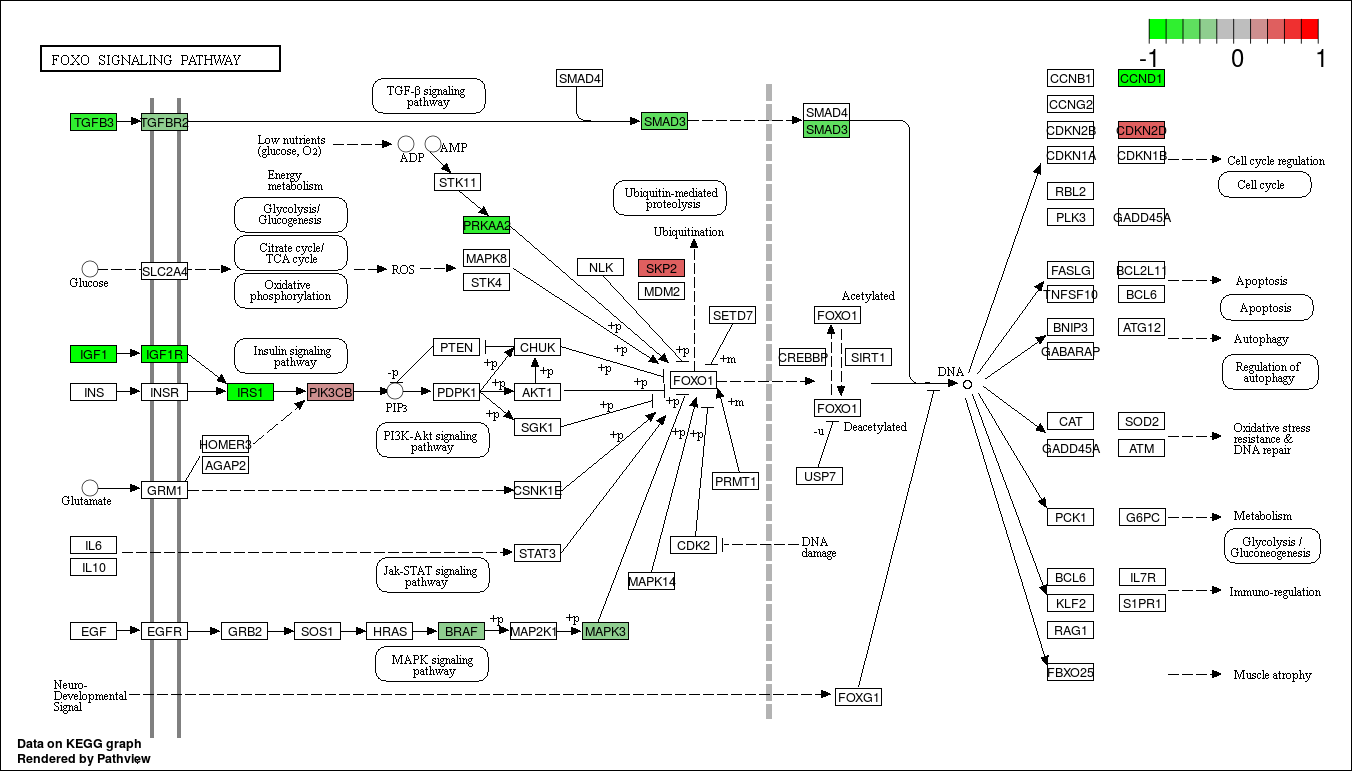 -1 0 1
FOXO SIGNALING PATHWAY
TGF-β signaling
pathway
SMAD4
CCNB1 CCND1
CCNG2
TGFB3 TGFBR2 SMAD3
SMAD4
SMAD3
CDKN2B CDKN2D
CDKN1A CDKN1B
Cell cycle regulation
Cell cycle
Low nutrients
(glucose, O2)
ADP
AMP
STK11
Energy
metabolism
Glycolysis/
Glucogenesis
Citrate cycle/
TCA cycle
Oxidative
phosphorylation
PRKAA2
Ubiquitin-mediated
proteolysis
Ubiquitination
RBL2
PLK3 GADD45A
Glucose
SLC2A4
ROS
MAPK8
STK4
NLK
SKP2
MDM2
SETD7
FASLG BCL2L11
TNFSF10 BCL6
Apoptosis
Apoptosis
Acetylated
FOXO1
CREBBP SIRT1
FOXO1
Deacetylated
-u
USP7
BNIP3 ATG12
GABARAP
Autophagy
Regulation of
autophagy
IGF1 IGF1R
Insulin signaling
pathway
PTEN CHUK
+p
+p
+p
+m
INS INSR IRS1 PIK3CB
-p
PIP3
PDPK1 AKT1
+p
+p
+p
+p
+p
+p
FOXO1
DNA
+p
SGK1
+p
+p
+p
+p
+p
+m
PI3K-Akt signaling
pathway
HOMER3
AGAP2
Glutamate
GRM1
CSNK1E
PRMT1
CAT SOD2
GADD45A ATM
Oxidative stress
resistance &
DNA repair
IL6
IL10
STAT3
Jak-STAT signaling
pathway
CDK2
DNA
damage
MAPK14
PCK1 G6PC
Metabolism
Glycolysis /
Gluconeogenesis
BCL6 IL7R
KLF2 S1PR1
RAG1
Immuno-regulation
EGF EGFR GRB2 SOS1 HRAS BRAF
+p
MAP2K1
+p
MAPK3
MAPK signaling
pathway
FBXO25
Muscle atrophy
Neuro-
Developmental
Signal
FOXG1
Data on KEGG graph
Rendered by Pathview